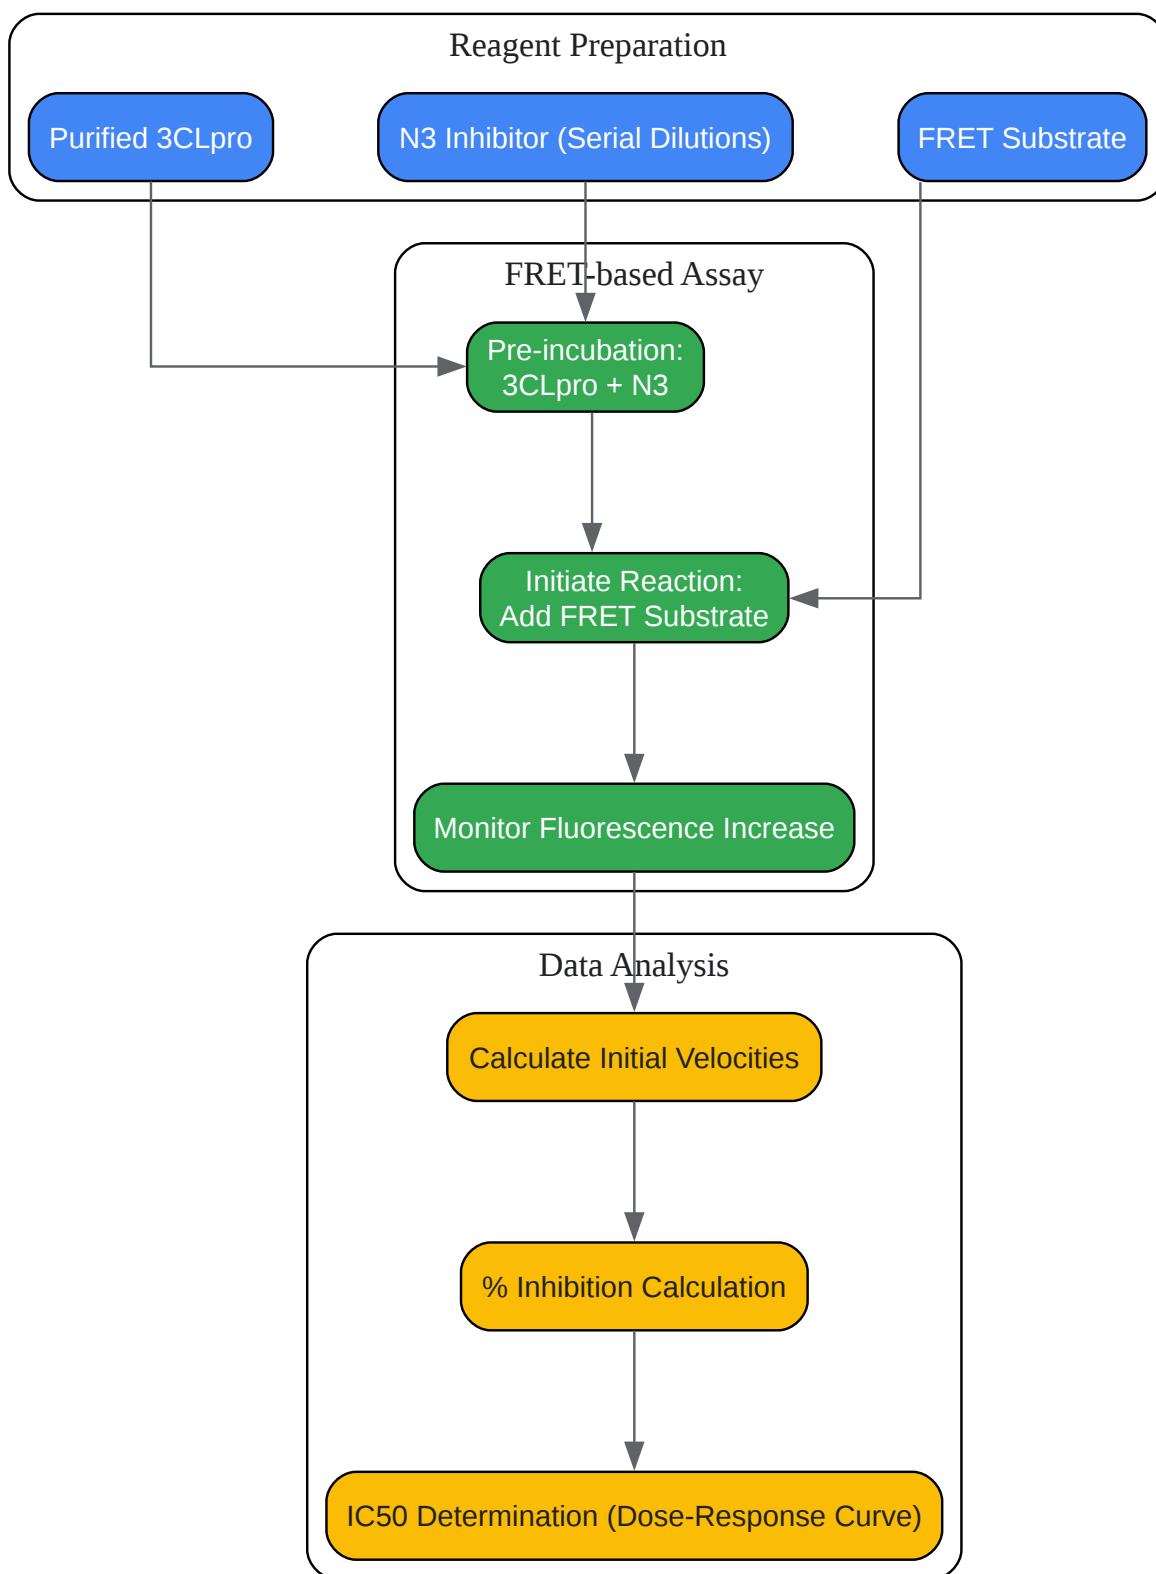 Reagent Preparation
Purified 3CLpro
N3 Inhibitor (Serial Dilutions)
FRET Substrate
FRET-based Assay
Pre-incubation:
3CLpro + N3
Initiate Reaction:
Add FRET Substrate
Monitor Fluorescence Increase
Data Analysis
Calculate Initial Velocities
% Inhibition Calculation
IC50 Determination (Dose-Response Curve)